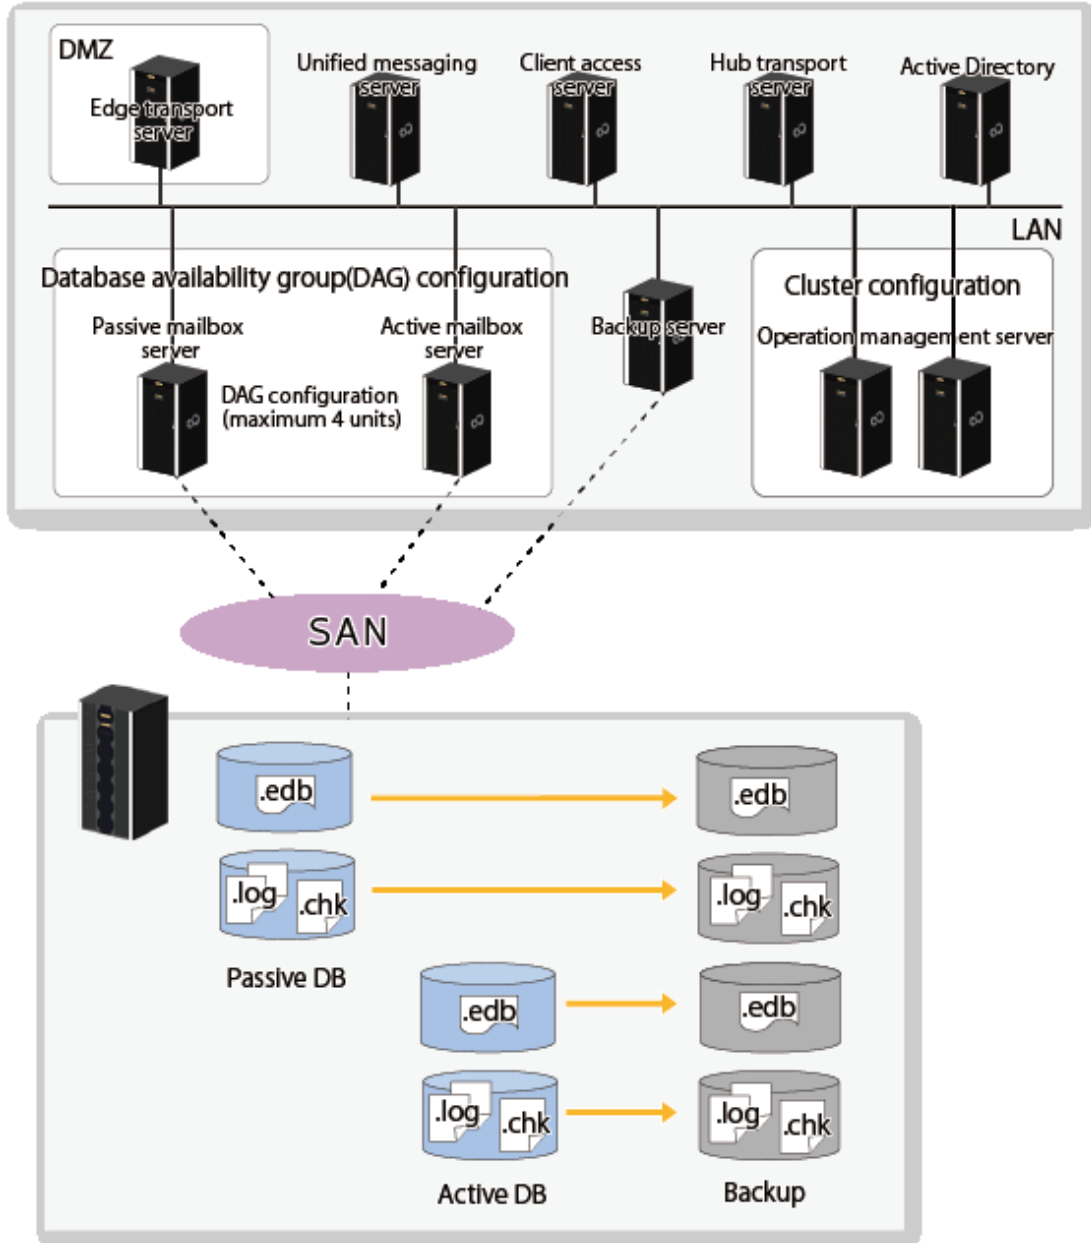 DMZ
Edge transport
server
Unified messaging
server
Client access
server
Hub transport
server
Active Directory
LAN
Database availability group(DAG) configuration
Passive mailbox
server
Active mailbox
server
DAG configuration
(maximum 4 units)
Backup server
Cluster configuration
Operation management server
SAN
.edb
.edb
.log
.chk
.log
.chk
Passive DB
.edb
.edb
.log
.chk
.log
.chk
Active DB
Backup